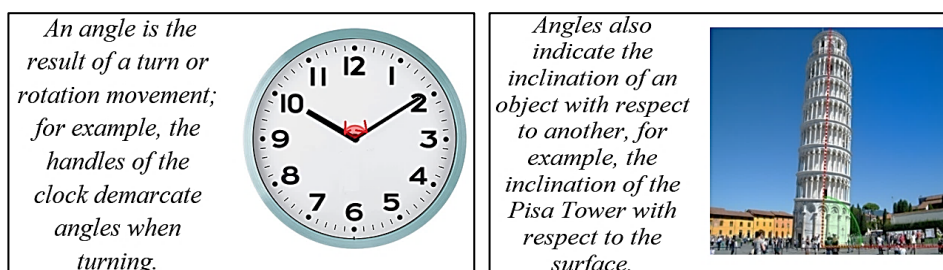 An angle is the
result of a turn or
rotation movement;
for example, the
handles of the
clock demarcate
angles when
turning.
12
11
1
10
2
9
3
8
4
7
5
6
Angles also
indicate the
inclination of an
object with respect
to another, for
example, the
inclination of the
Pisa Tower with
respect to the
surface.